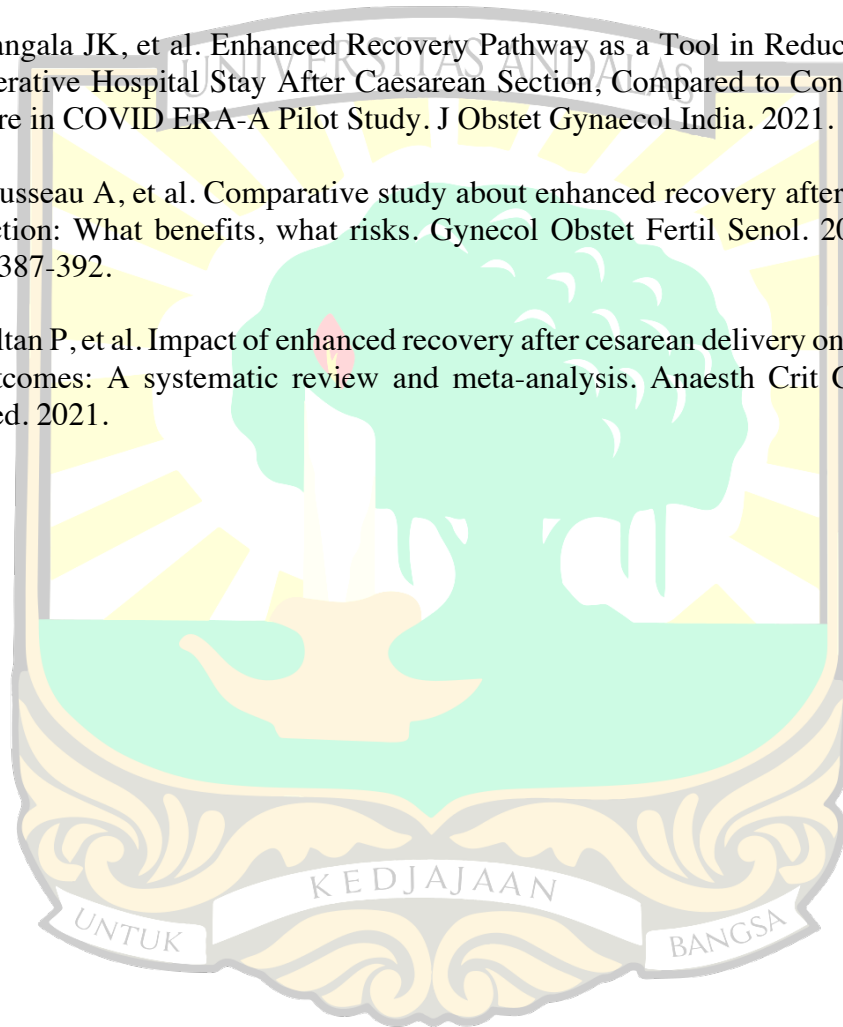 angala JK, et al. Enhanced Recovery Pathway as a Tool in Reduc
erative Hospital Stay After Caesarean Section, Compared to Con
re in COVID ERA-A Pilot Study. J Obstet Gynaecol India. 2021.
usseau A, et al. Comparative study about enhanced recovery after
ction: What benefits, what risks. Gynecol Obstet Fertil Senol. 20
387-392.
ltan P, et al. Impact of enhanced recovery after cesarean delivery on
tcomes: A systematic review and meta-analysis. Anaesth Crit C
ed. 2021.
UNIVERSITAS ANDALAS
KEDJAJAAN
UNTUK
BANGSA